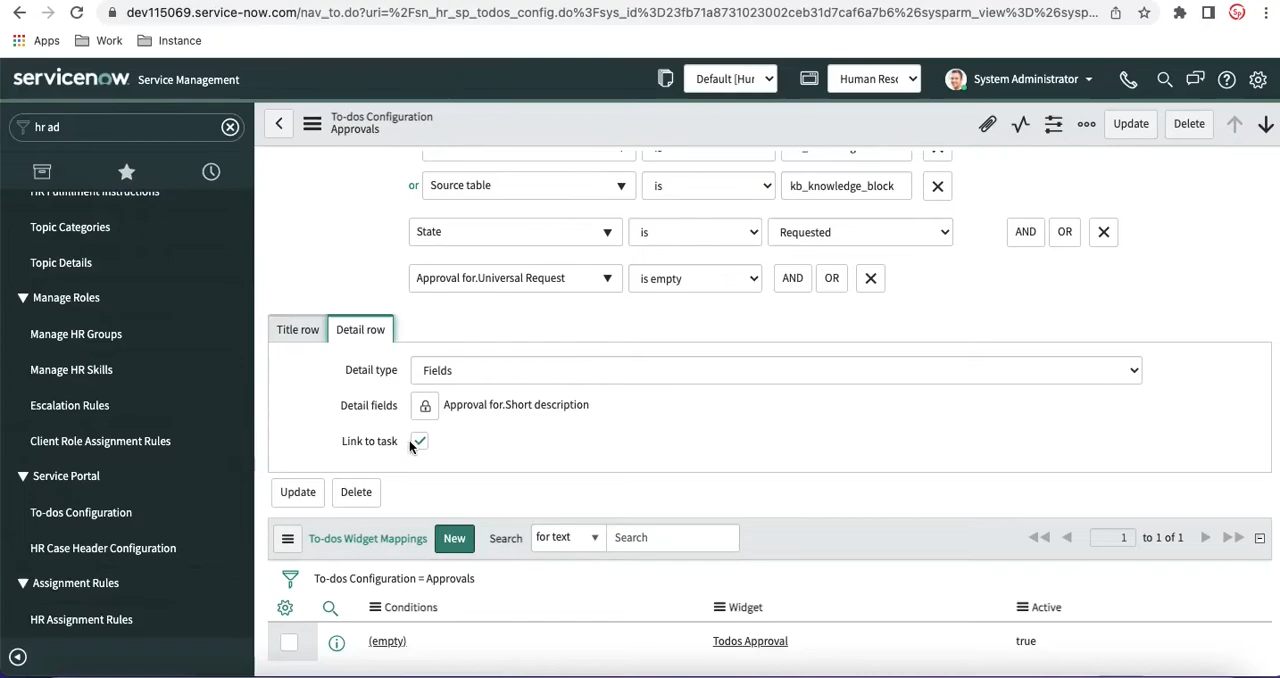 dev115069.service-now.com/nav_to.do?uri=%2Fsn_hr_sp_todos_config.do%3Fsys_id%3D23fb71a8731023002ceb31d7caf6a7b6%26sysparm_view%3D%26sysp...
Apps Work Instance
servicenow Service Management Default [Hur Human Resc System Administrator
hr ad
To-dos Configuration
Approvals
Update Delete
HR Fulfillment Instructions
Topic Categories
Topic Details
Manage Roles
Manage HR Groups
Manage HR Skills
Escalation Rules
Client Role Assignment Rules
Service Portal
To-dos Configuration
HR Case Header Configuration
Assignment Rules
HR Assignment Rules
or Source table is kb_knowledge_block
State is Requested AND OR
Approval for.Universal Request is empty AND OR
Title row Detail row
Detail type Fields
Detail fields Approval for.Short description
Link to task
Update Delete
To-dos Widget Mappings New Search for text Search 1 to 1 of 1
To-dos Configuration = Approvals
Conditions Widget Active
(empty) Todos Approval true